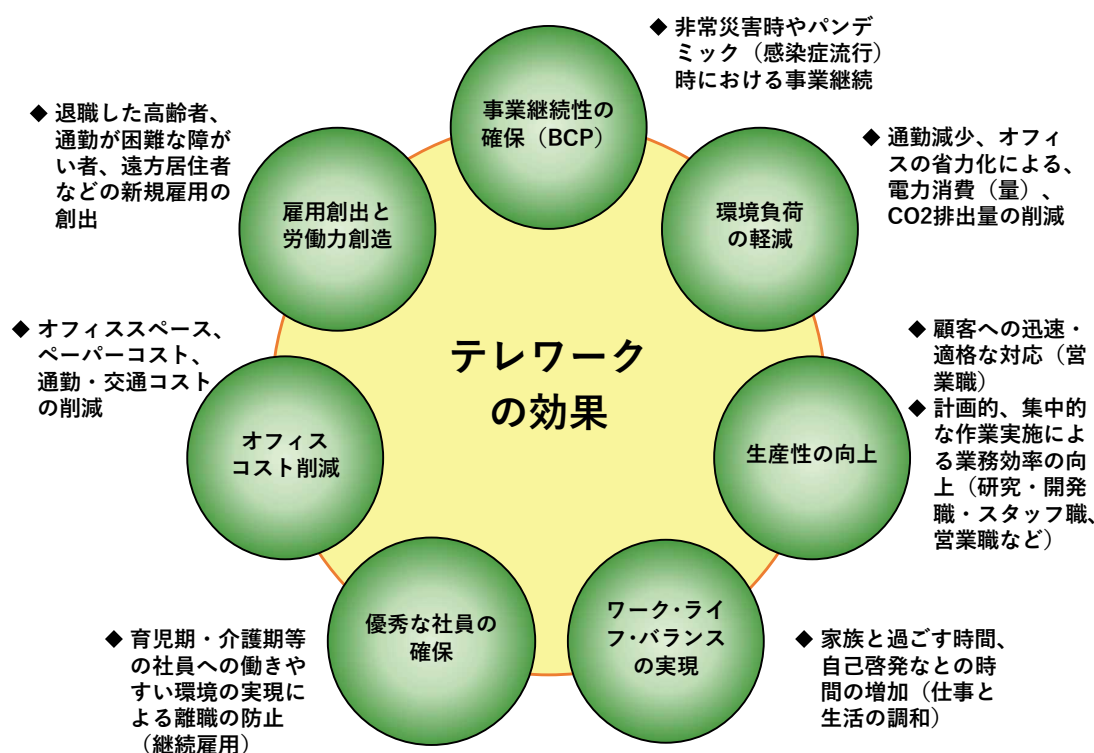 テレワーク
の効果
事業継続性の
確保（BCP）
◆ 非常災害時やパンデ
ミック（感染症流行）
時における事業継続
環境負荷
の軽減
◆ 通勤減少、オフィ
スの省力化による、
電力消費（量）、
CO2排出量の削減
生産性の向上
◆ 顧客への迅速・
適格な対応（営
業職）
◆ 計画的、集中的
な作業実施によ
る業務効率の向
上（研究・開発
職・スタッフ職、
営業職など）
ワーク・ライ
フ・バランス
の実現
◆ 家族と過ごす時間、
自己啓発なとの時
間の増加（仕事と
生活の調和）
優秀な社員の
確保
◆ 育児期・介護期等
の社員への働きや
すい環境の実現によ
る離職の防止
（継続雇用）
オフィス
コスト削減
◆ オフィススペース、
ペーパーコスト、
通勤・交通コスト
の削減
雇用創出と
労働力創造
◆ 退職した高齢者、
通勤が困難な障が
い者、遠方居住者
などの新規雇用の
創出